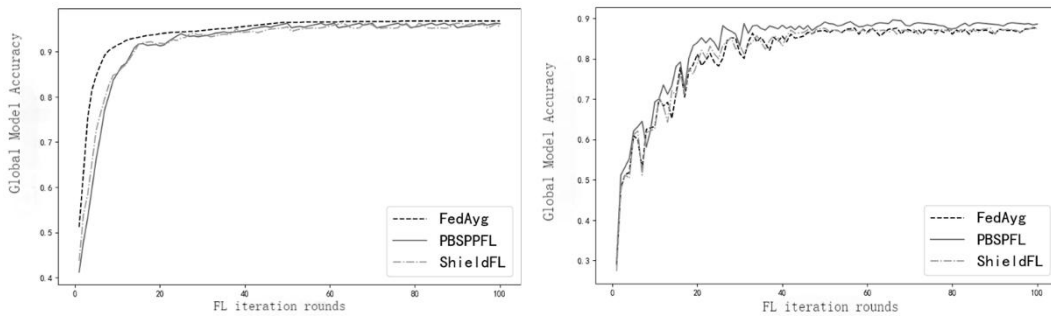 Global Model Accuracy
0.9
0.8
0.7
0.6
0.5
0.4
0 20 40 60 80 100
FL iteration rounds
FedAyg
PBSPPFL
ShieldFL
Global Model Accuracy
0.9
0.8
0.7
0.6
0.5
0.4
0.3
0 20 40 60 80 100
FL iteration rounds
FedAyg
PBSPFL
ShieldFL